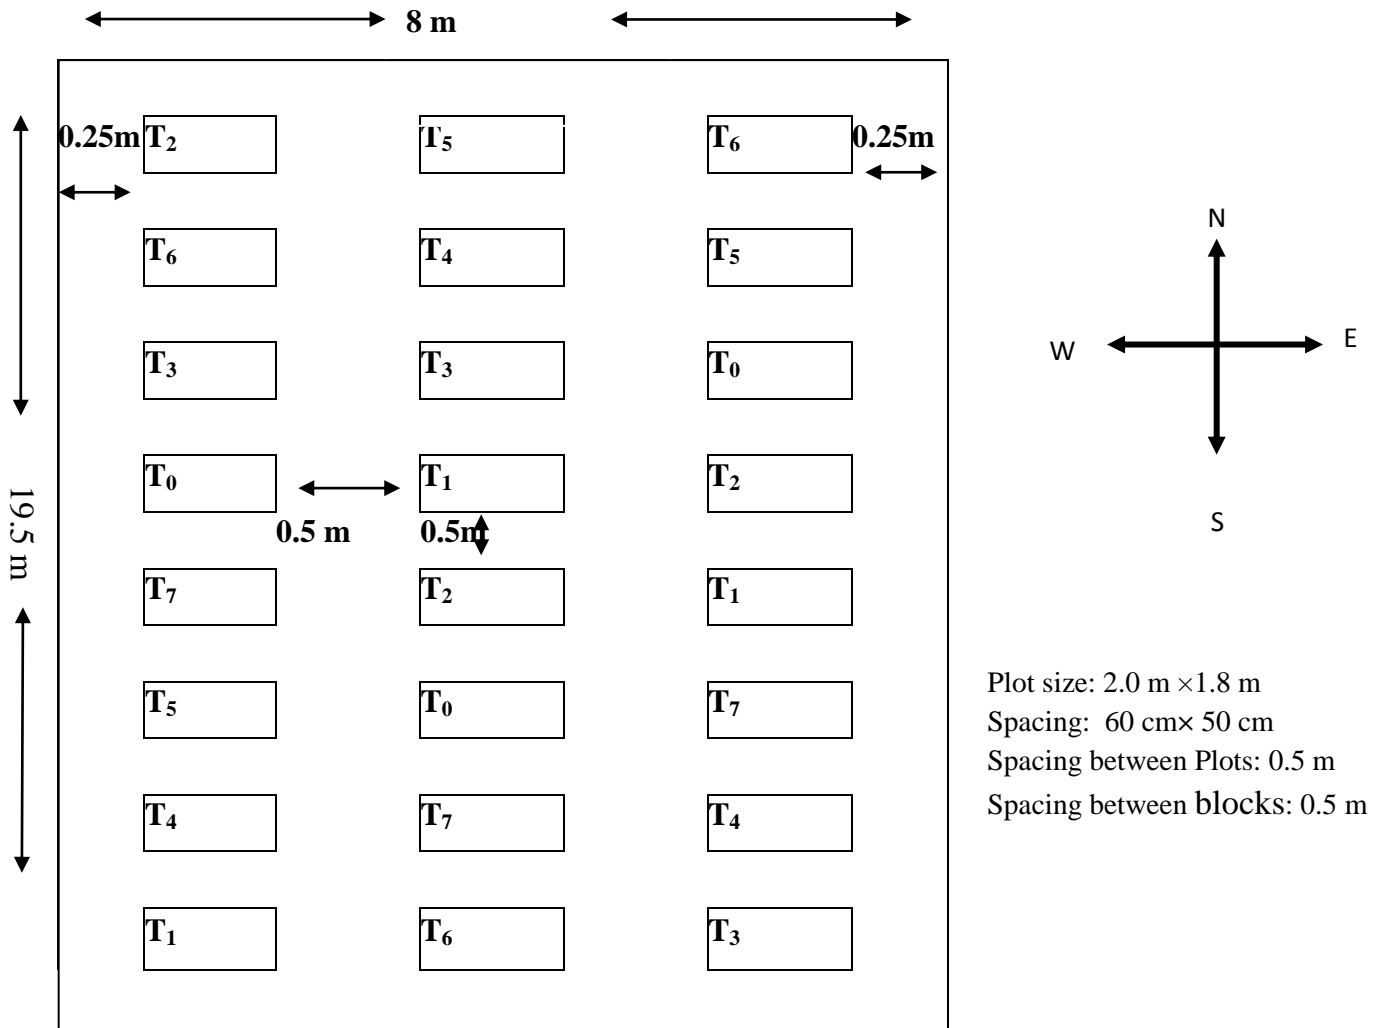 8 m
0.25m T₂ T₅ T₆ 0.25m
N
T₆ T₄ T₅
W E
T₃ T₃ T₀
T₀ T₁ T₂
19.5 m
S
0.5 m 0.5m
T₇ T₂ T₁
T₅ T₀ T₇
Plot size: 2.0 m ×1.8 m
Spacing: 60 cm× 50 cm
Spacing between Plots: 0.5 m
Spacing between blocks: 0.5 m
T₄ T₇ T₄
T₁ T₆ T₃